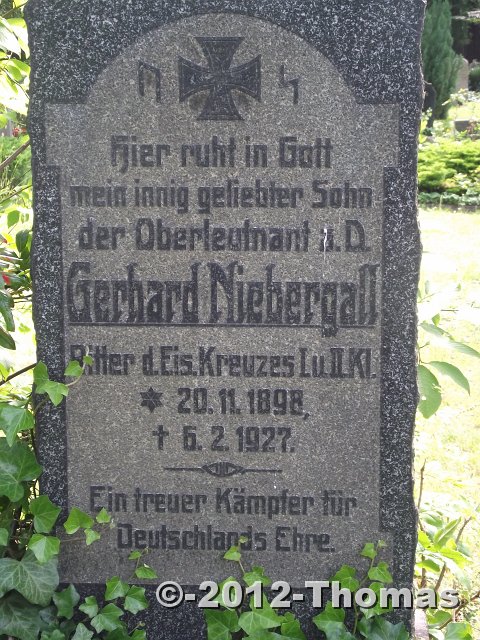 Hier ruht in Gott
mein innig geliebter Sohn
der Oberleutnant a.D.
Gerhard Niebergall
Ritter d. Eis. Kreuzes I.u.II.Kl.
* 20. 11. 1898,
† 6. 2. 1927.
Ein treuer Kämpfer für
Deutschlands Ehre.
©-2012-Thomas